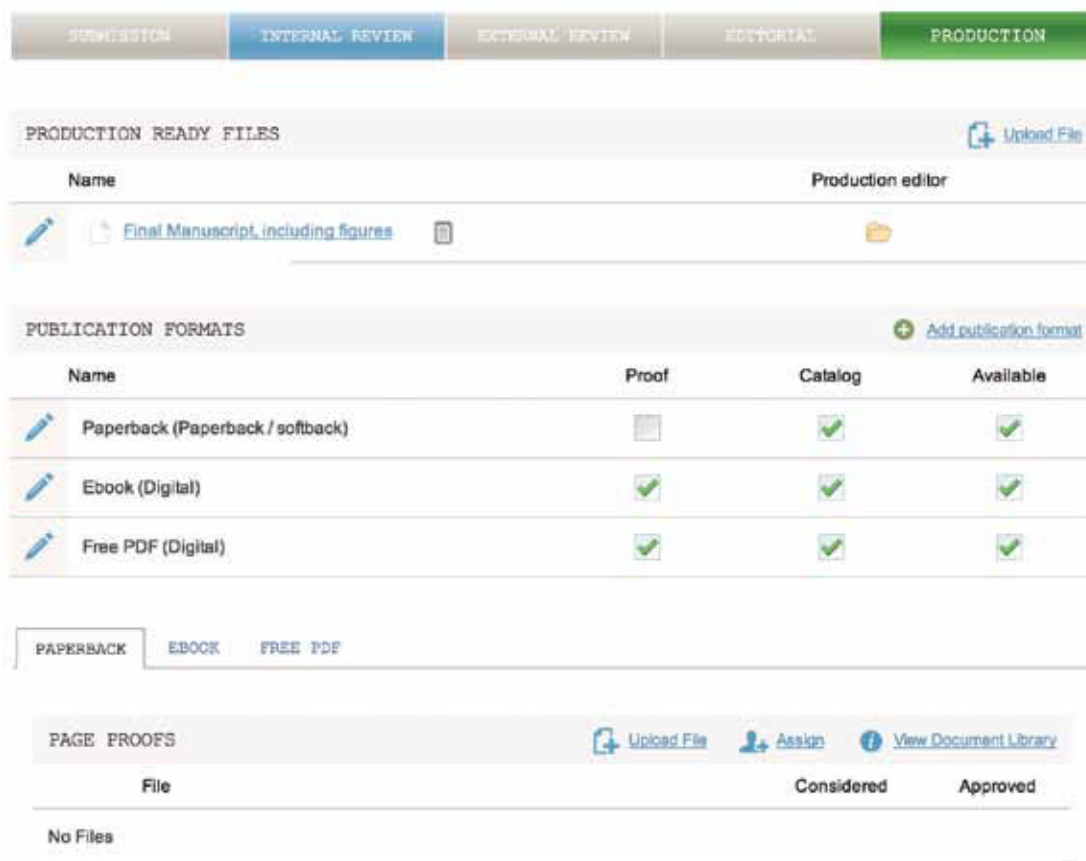 SUBMISSION INTERNAL REVIEW EXTERNAL REVIEW EDITORIAL PRODUCTION
PRODUCTION READY FILES Upload File
Name Production editor
Final Manuscript, including figures
PUBLICATION FORMATS Add publication format
Name Proof Catalog Available
Paperback (Paperback / softback)
Ebook (Digital)
Free PDF (Digital)
PAPERBACK EBOOK FREE PDF
PAGE PROOFS Upload File Assign View Document Library
File Considered Approved
No Files